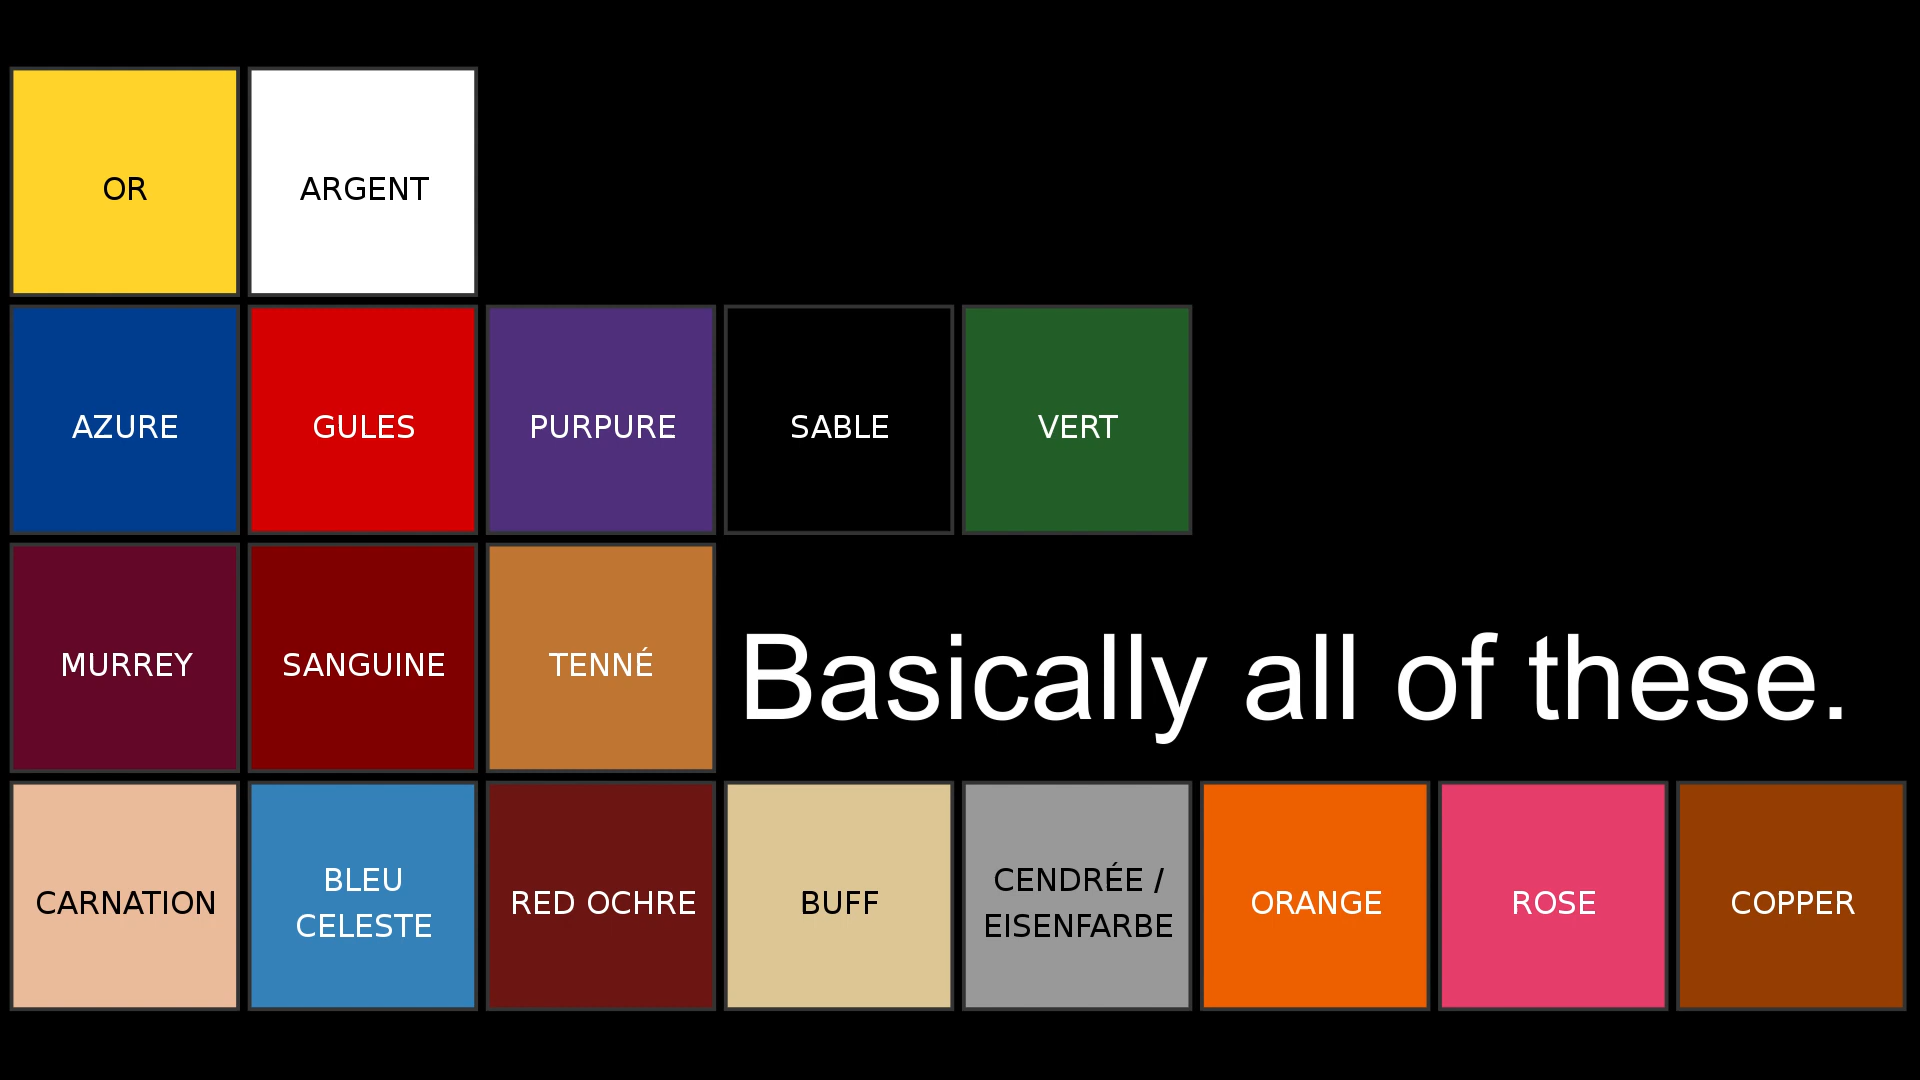 OR
ARGENT
AZURE
GULES
PURPURE
SABLE
VERT
MURREY
SANGUINE
TENNÉ
Basically all of these.
CARNATION
BLEU
CELESTE
RED OCHRE
BUFF
CENDRÉE /
EISENFARBE
ORANGE
ROSE
COPPER